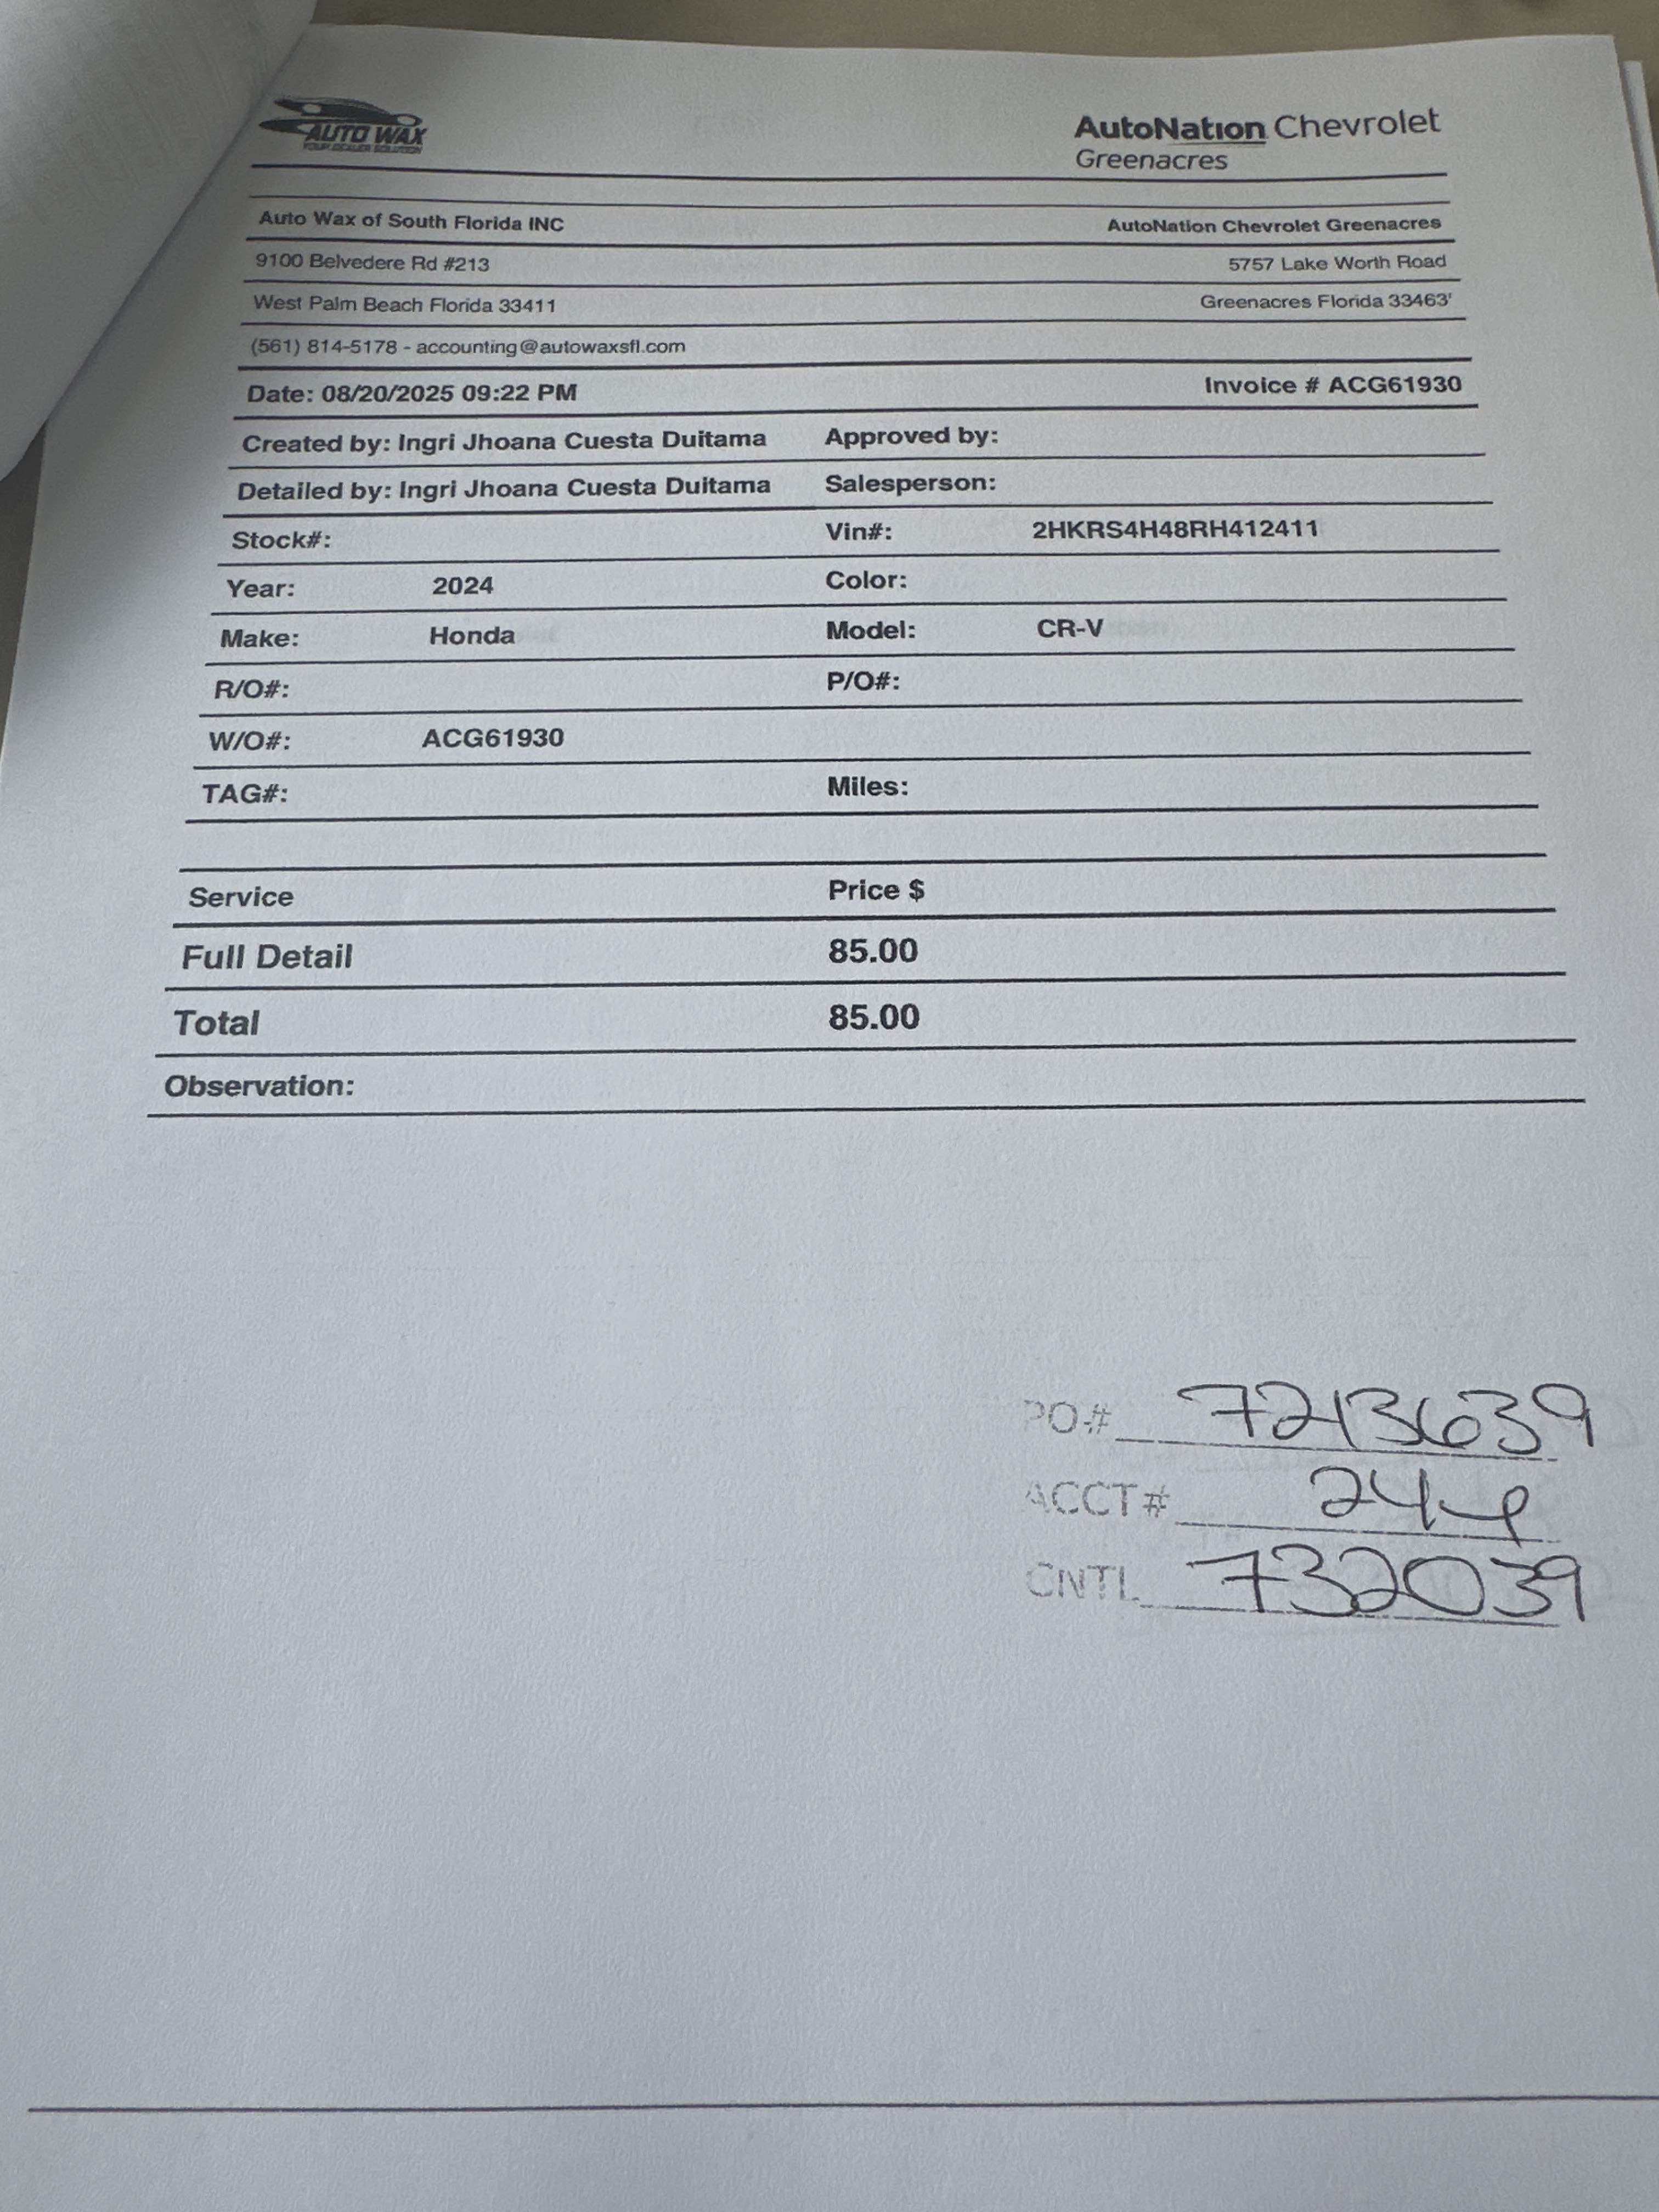 AUTO WAX
YOUR DEALER SOLUTION
AutoNation Chevrolet
Greenacres
Auto Wax of South Florida INC AutoNation Chevrolet Greenacres
9100 Belvedere Rd #213 5757 Lake Worth Road
West Palm Beach Florida 33411 Greenacres Florida 33463'
(561) 814-5178 - accounting@autowaxsfl.com
Date: 08/20/2025 09:22 PM Invoice # ACG61930
Created by: Ingri Jhoana Cuesta Duitama Approved by:
Detailed by: Ingri Jhoana Cuesta Duitama Salesperson:
Stock#: Vin#: 2HKRS4H48RH412411
Year: 2024 Color:
Make: Honda Model: CR-V
R/O#: P/O#:
W/O#: ACG61930
TAG#: Miles:
Service Price $
Full Detail 85.00
Total 85.00
Observation:
PO# 7213639
ACCT#
CNTL 732039